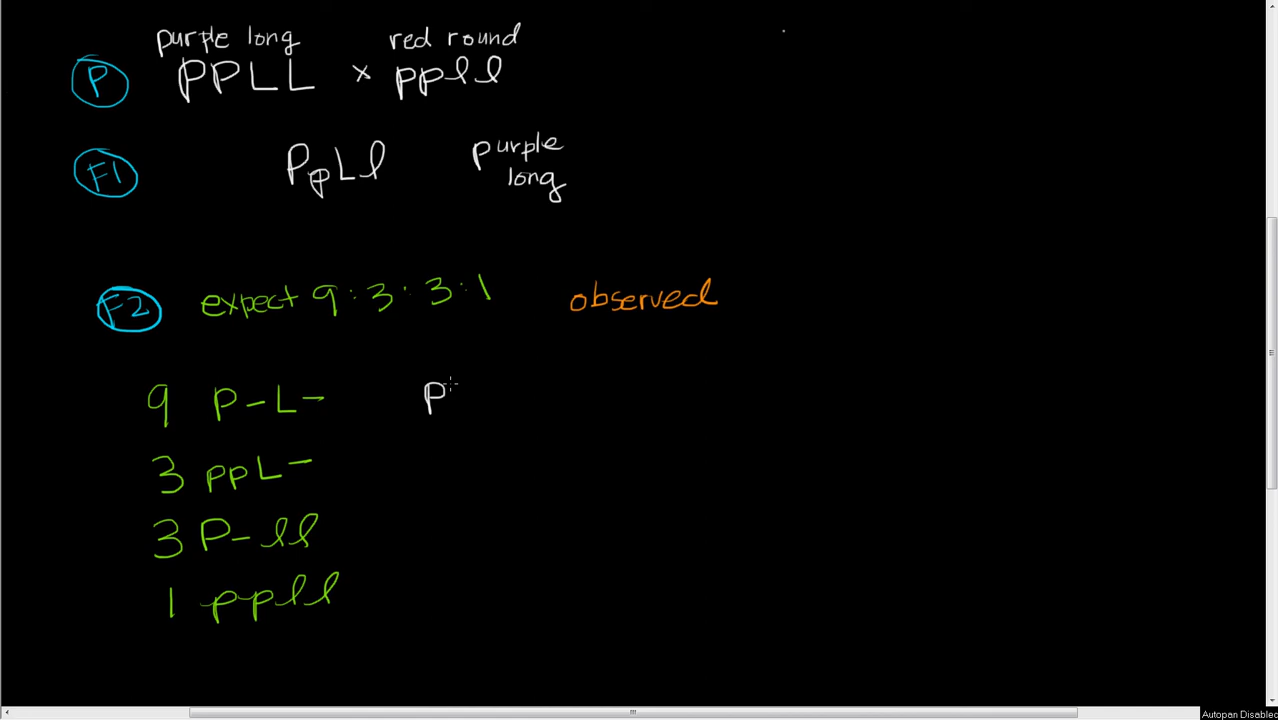 purple long red round
P PPLL x ppll
F1 PpLl purple
long
F2 expect 9:3:3:1 observed
9 P-L- P
3 ppL-
3 P-ll
1 ppll
Autopan Disabled